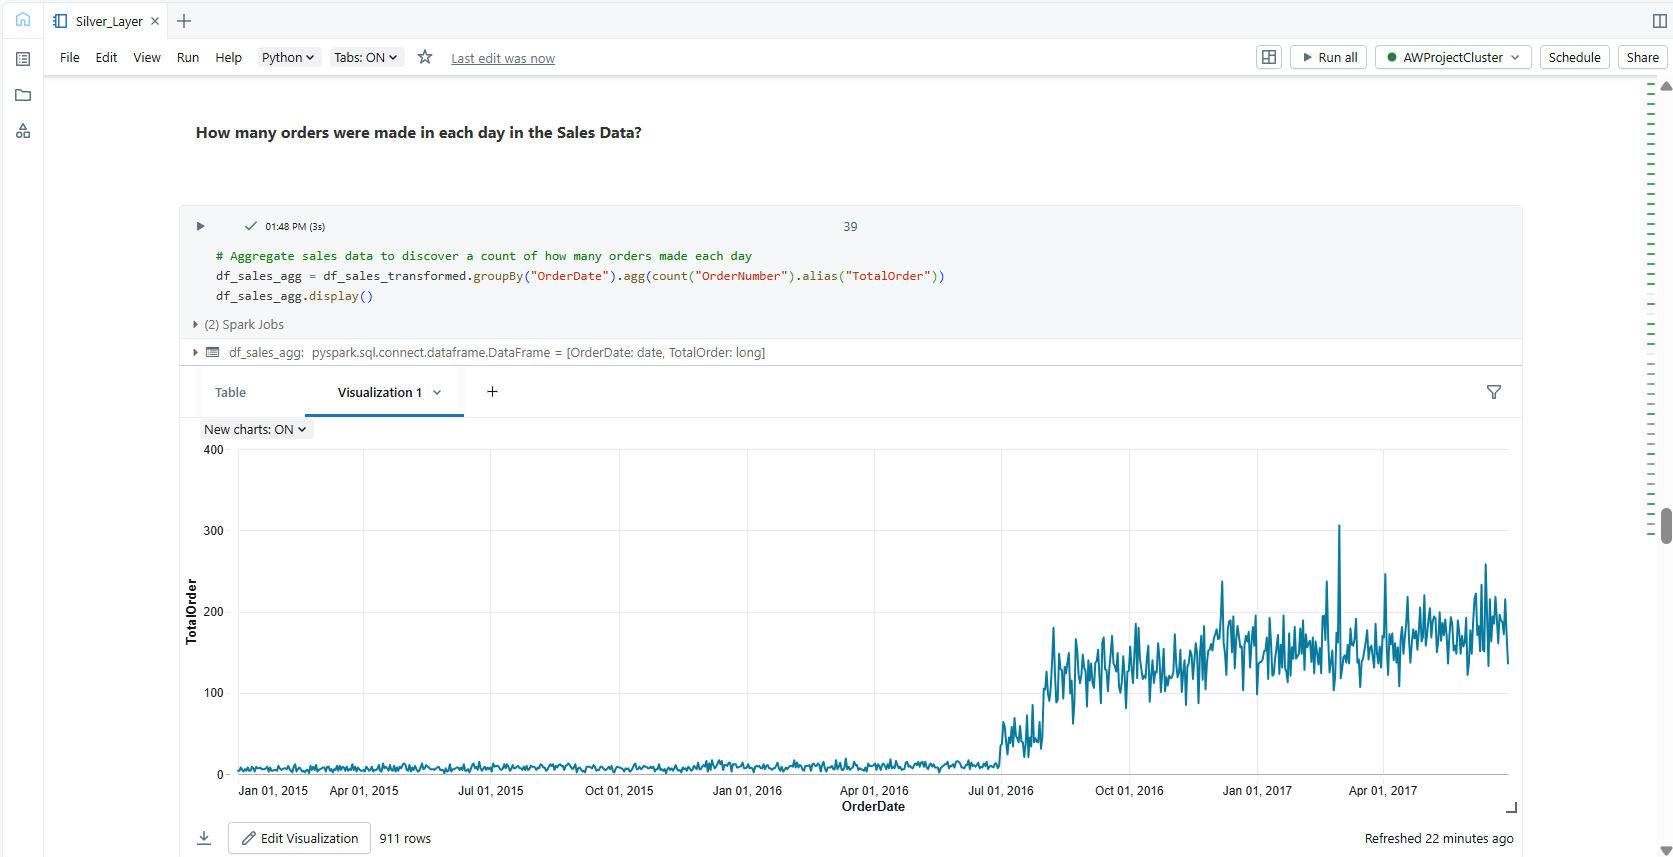 Silver_Layer
File Edit View Run Help Python Tabs: ON Last edit was now Run all AWProjectCluster Schedule Share
How many orders were made in each day in the Sales Data?
01:48 PM (3s) 39
# Aggregate sales data to discover a count of how many orders made each day
df_sales_agg = df_sales_transformed.groupBy("OrderDate").agg(count("OrderNumber").alias("TotalOrder"))
df_sales_agg.display()
(2) Spark Jobs
df_sales_agg: pyspark.sql.connect.dataframe.DataFrame = [OrderDate: date, TotalOrder: long]
Table Visualization 1
New charts: ON
400
300
200
100
0
TotalOrder
Jan 01, 2015 Apr 01, 2015 Jul 01, 2015 Oct 01, 2015 Jan 01, 2016 Apr 01, 2016 Jul 01, 2016 Oct 01, 2016 Jan 01, 2017 Apr 01, 2017
OrderDate
Edit Visualization 911 rows Refreshed 22 minutes ago